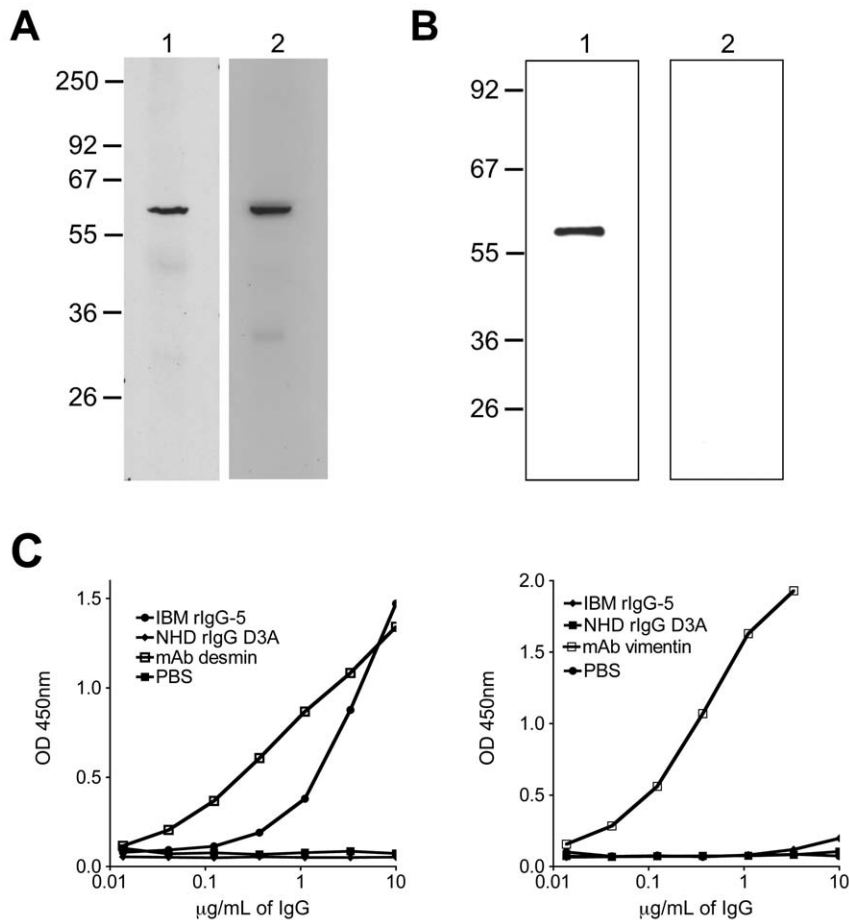 A
1 2
250
92
67
55
36
26
B
1 2
92
67
55
36
26
C
1.5
1.0
0.5
0.0
OD 450nm
IBM rIgG-5
NHD rIgG D3A
mAb desmin
PBS
0.01 0.1 1 10
μg/mL of IgG
2.0
1.5
1.0
0.5
0.0
OD 450nm
IBM rIgG-5
NHD rIgG D3A
mAb vimentin
PBS
0.01 0.1 1 10
μg/mL of IgG